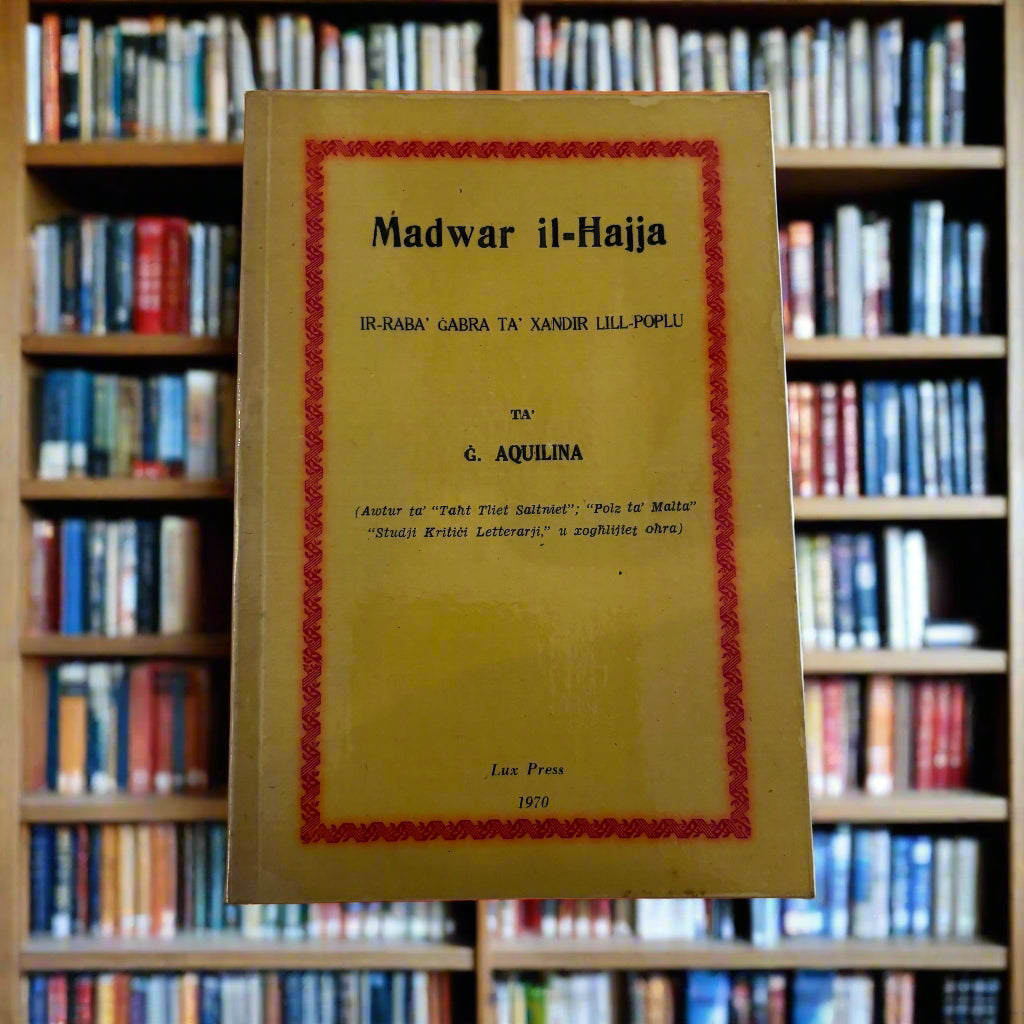 Madwar il-Hajja
IR-RABA' ĠABRA TA' XANDIR LILL-POPLU
TA'
Ġ. AQUILINA
(Awtur ta' "Taħt Tliet Saltniet"; "Polz ta' Malta"
"Studji Kritiċi Letterarji," u xogħlijiet oħra)
Lux Press
1970